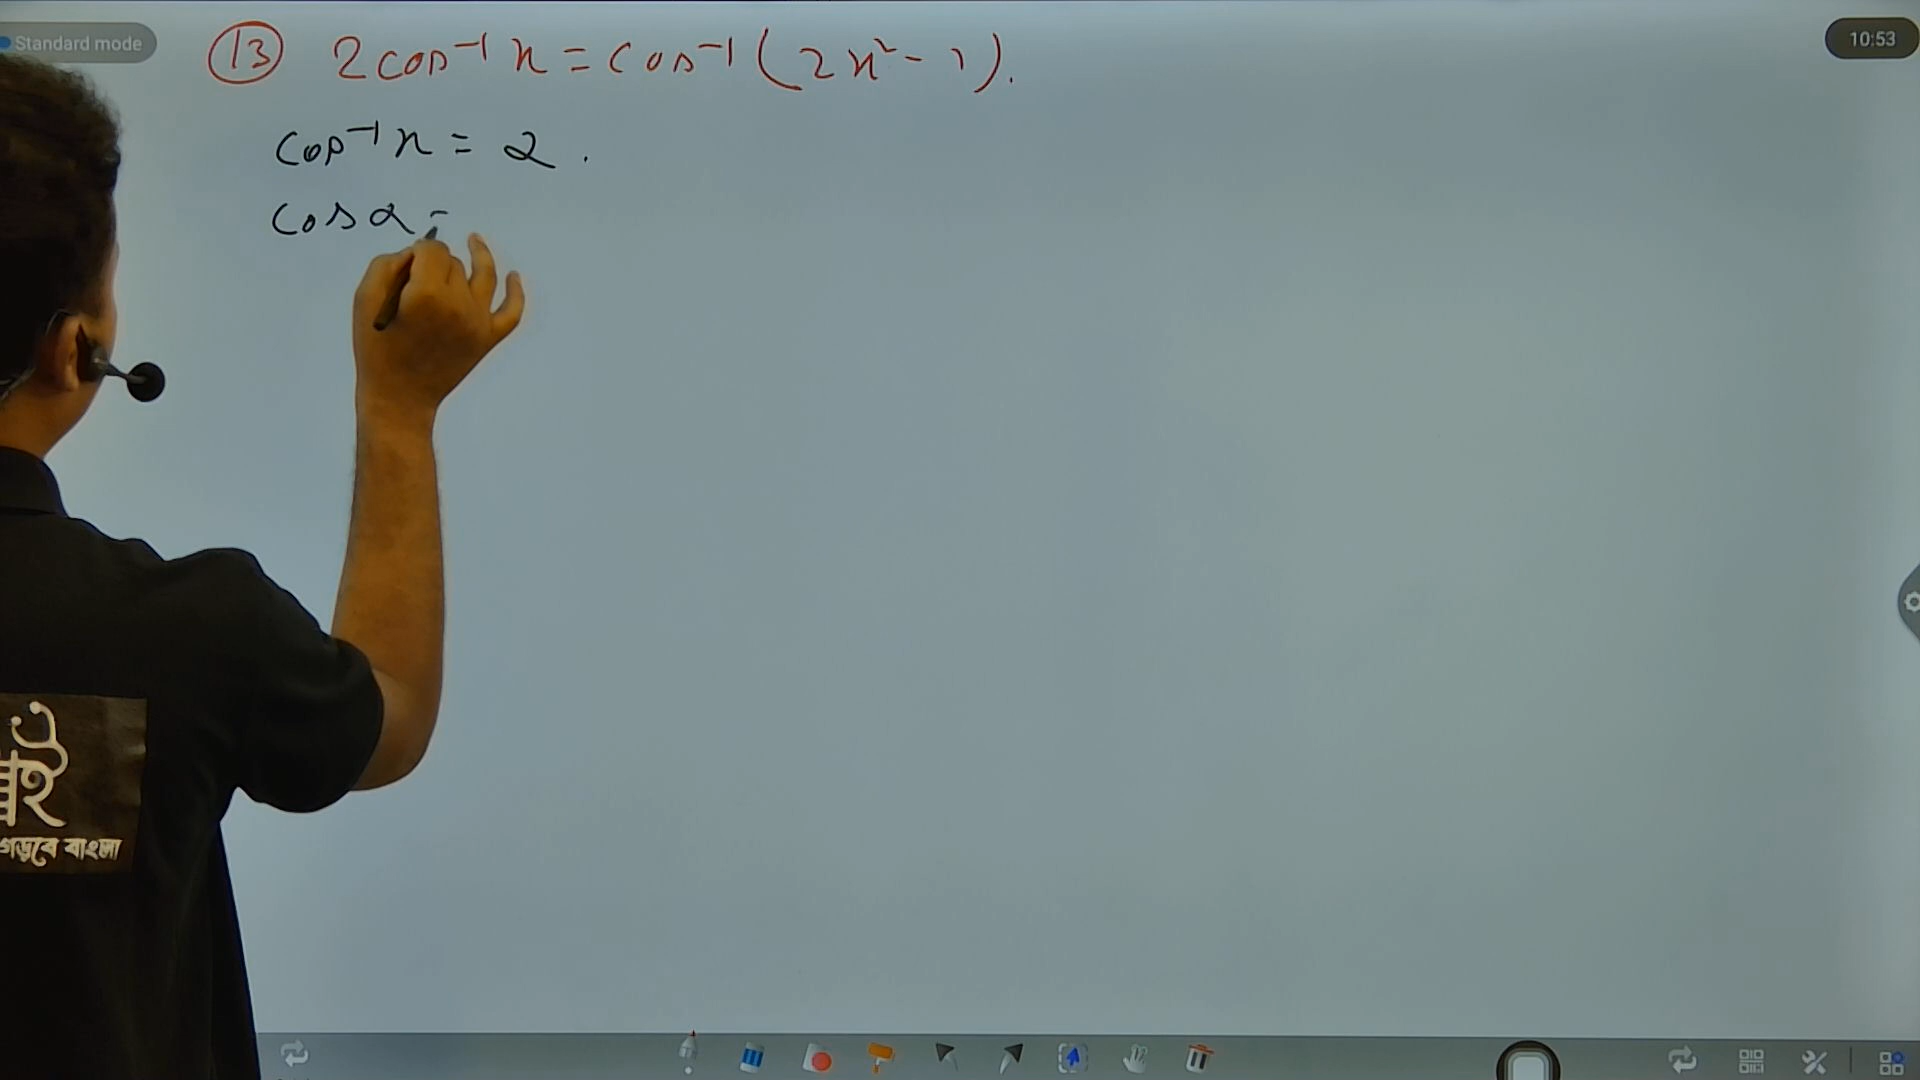 Standard mode
10:53
(13) 2cos⁻¹x = cos⁻¹(2x²-1).
cos⁻¹x = α.
cosα =
গড়বে বাংলা